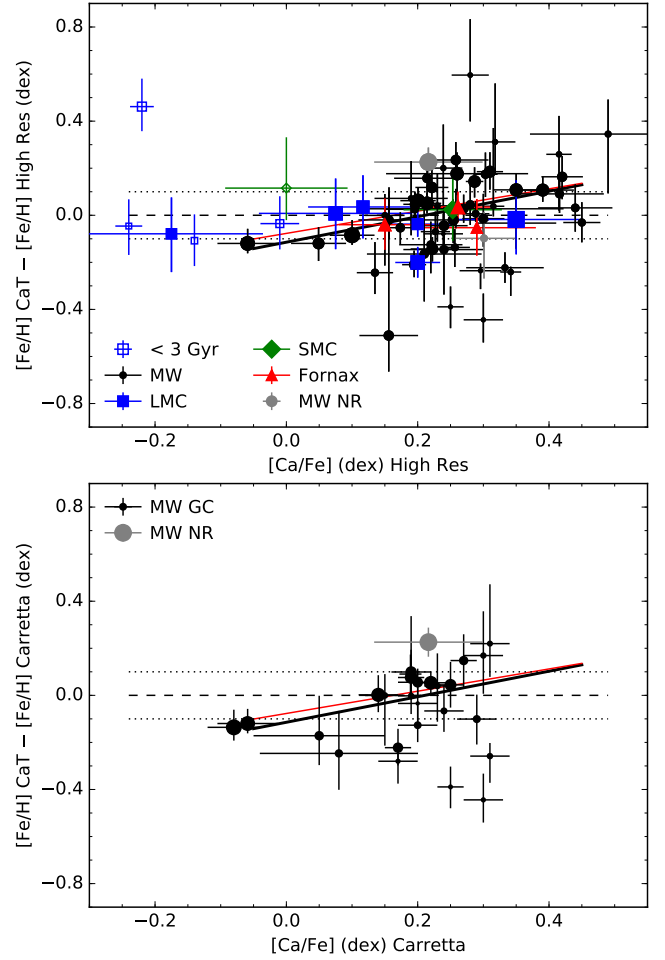 0.8
0.4
0.0
−0.4
−0.8
[Fe/H] CaT − [Fe/H] High Res (dex)
< 3 Gyr
MW
LMC
SMC
Fornax
MW NR
−0.2
0.0
0.2
0.4
[Ca/Fe] (dex) High Res
0.8
0.4
0.0
−0.4
−0.8
[Fe/H] CaT − [Fe/H] Carretta (dex)
MW GC
MW NR
−0.2
0.0
0.2
0.4
[Ca/Fe] (dex) Carretta